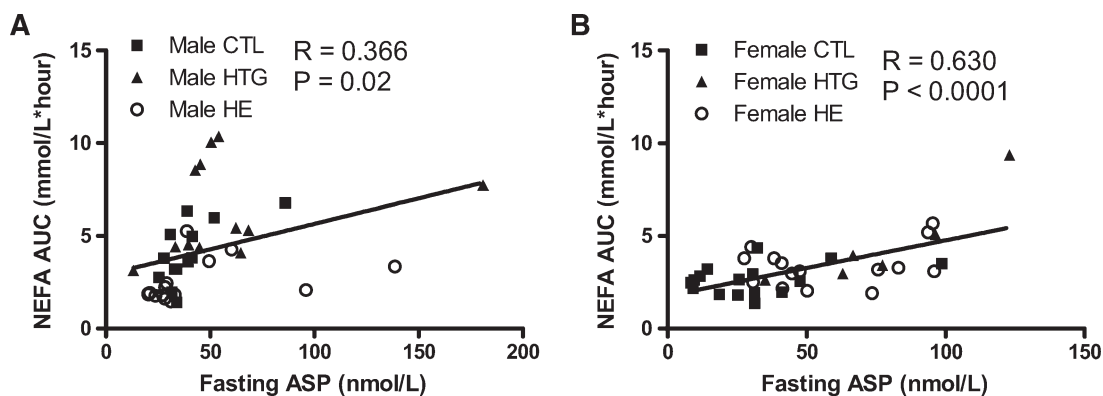 A
Male CTL
Male HTG
Male HE
R = 0.366
P = 0.02
NEFA AUC (mmol/L*hour)
15
10
5
0
0 50 100 150 200
Fasting ASP (nmol/L)
B
Female CTL
Female HTG
Female HE
R = 0.630
P < 0.0001
NEFA AUC (mmol/L*hour)
15
10
5
0
0 50 100 150
Fasting ASP (nmol/L)